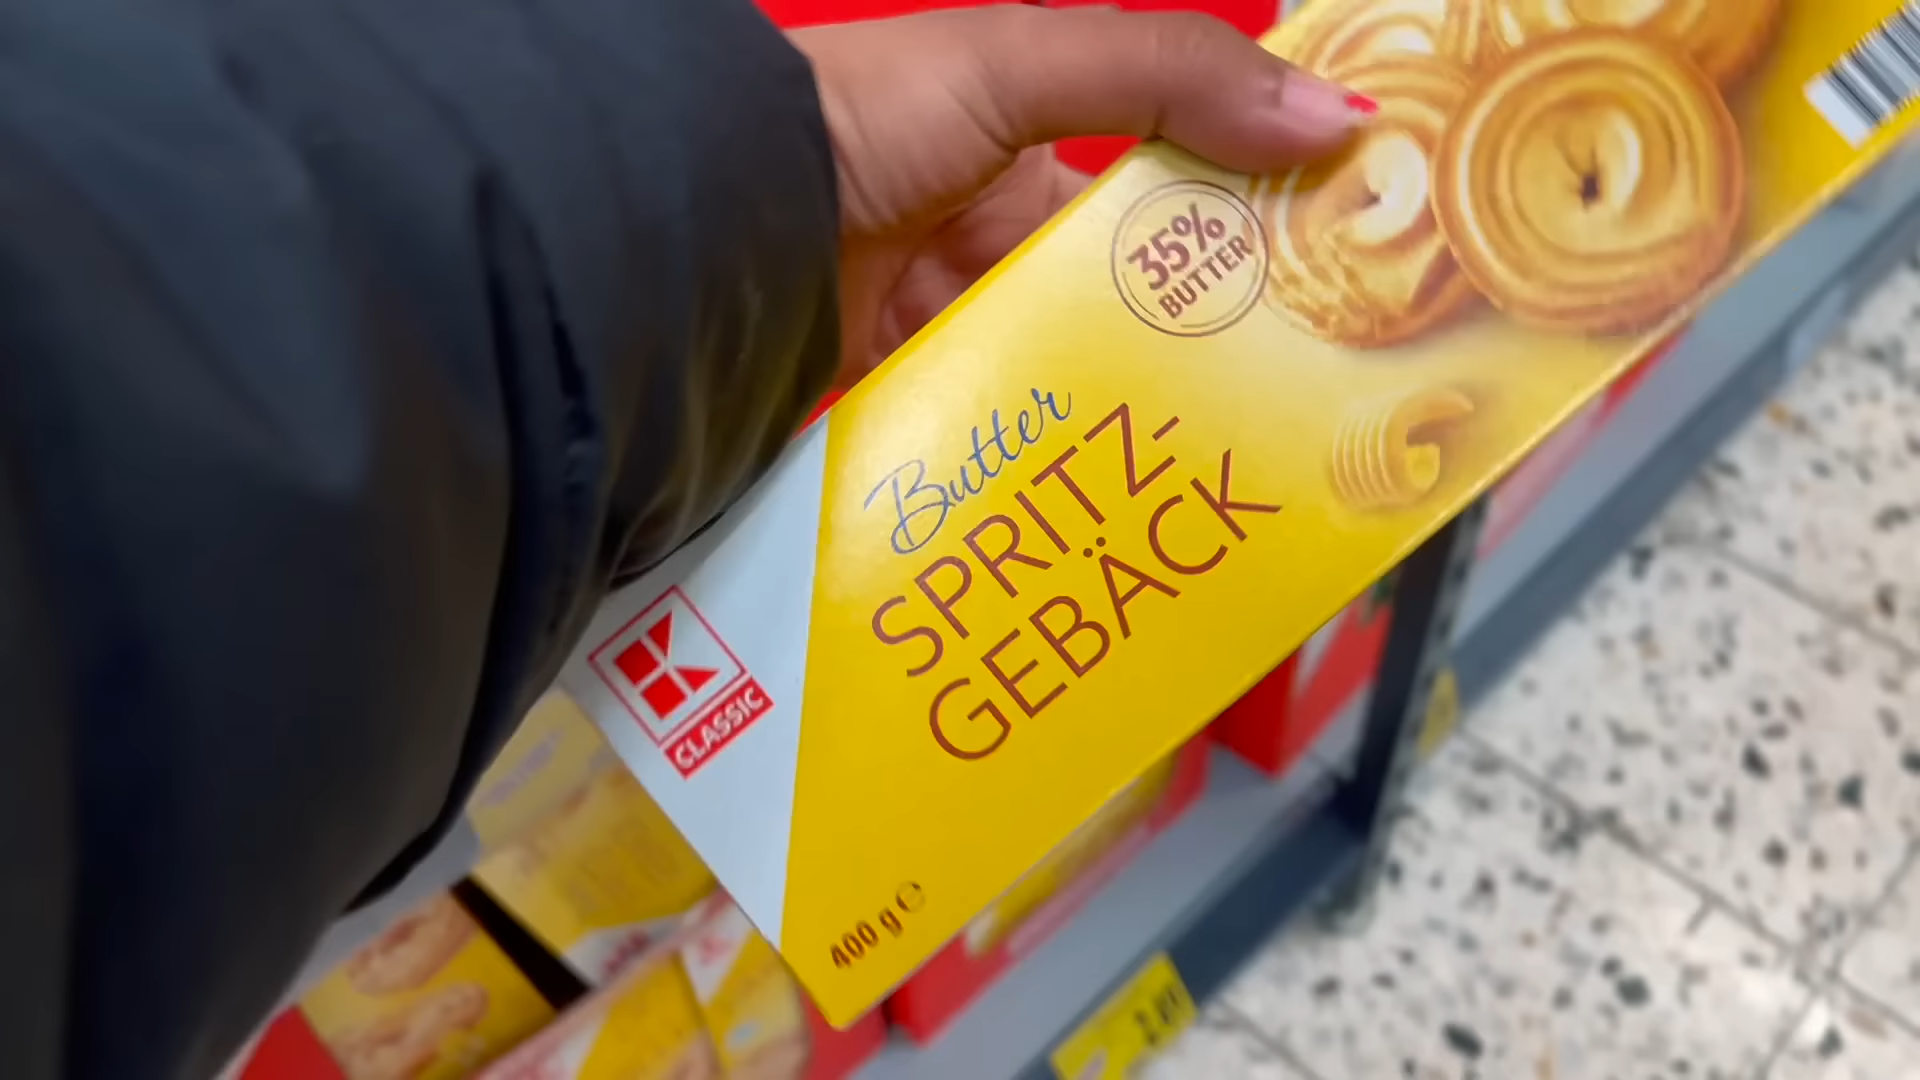 35%
BUTTER
Butter
SPRITZ-
GEBÄCK
K
CLASSIC
400 g ℮